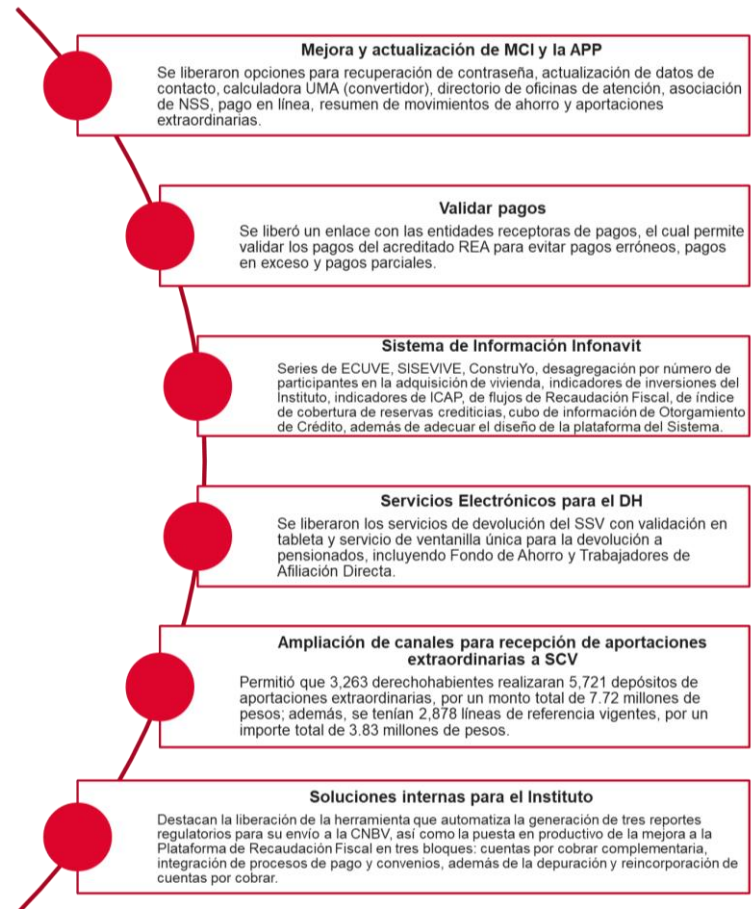 Mejora y actualización de MCI y la APP
Se liberaron opciones para recuperación de contraseña, actualización de datos de
contacto, calculadora UMA (convertidor), directorio de oficinas de atención, asociación
de NSS, pago en línea, resumen de movimientos de ahorro y aportaciones
extraordinarias.
Validar pagos
Se liberó un enlace con las entidades receptoras de pagos, el cual permite
validar los pagos del acreditado REA para evitar pagos erróneos, pagos
en exceso y pagos parciales.
Sistema de Información Infonavit
Series de ECUVE, SISEVIVE, ConstruYo, desagregación por número de
participantes en la adquisición de vivienda, indicadores de inversiones del
Instituto, indicadores de ICAP, de flujos de Recaudación Fiscal, de índice
de cobertura de reservas crediticias, cubo de información de Otorgamiento
de Crédito, además de adecuar el diseño de la plataforma del Sistema.
Servicios Electrónicos para el DH
Se liberaron los servicios de devolución del SSV con validación en
tableta y servicio de ventanilla única para la devolución a
pensionados, incluyendo Fondo de Ahorro y Trabajadores de
Afiliación Directa.
Ampliación de canales para recepción de aportaciones
extraordinarias a SCV
Permitió que 3,263 derechohabientes realizaran 5,721 depósitos de
aportaciones extraordinarias, por un monto total de 7.72 millones de
pesos; además, se tenían 2,878 líneas de referencia vigentes, por un
importe total de 3.83 millones de pesos.
Soluciones internas para el Instituto
Destacan la liberación de la herramienta que automatiza la generación de tres reportes
regulatorios para su envío a la CNBV, así como la puesta en productivo de la mejora a la
Plataforma de Recaudación Fiscal en tres bloques: cuentas por cobrar complementaria,
integración de procesos de pago y convenios, además de la depuración y reincorporación de
cuentas por cobrar.